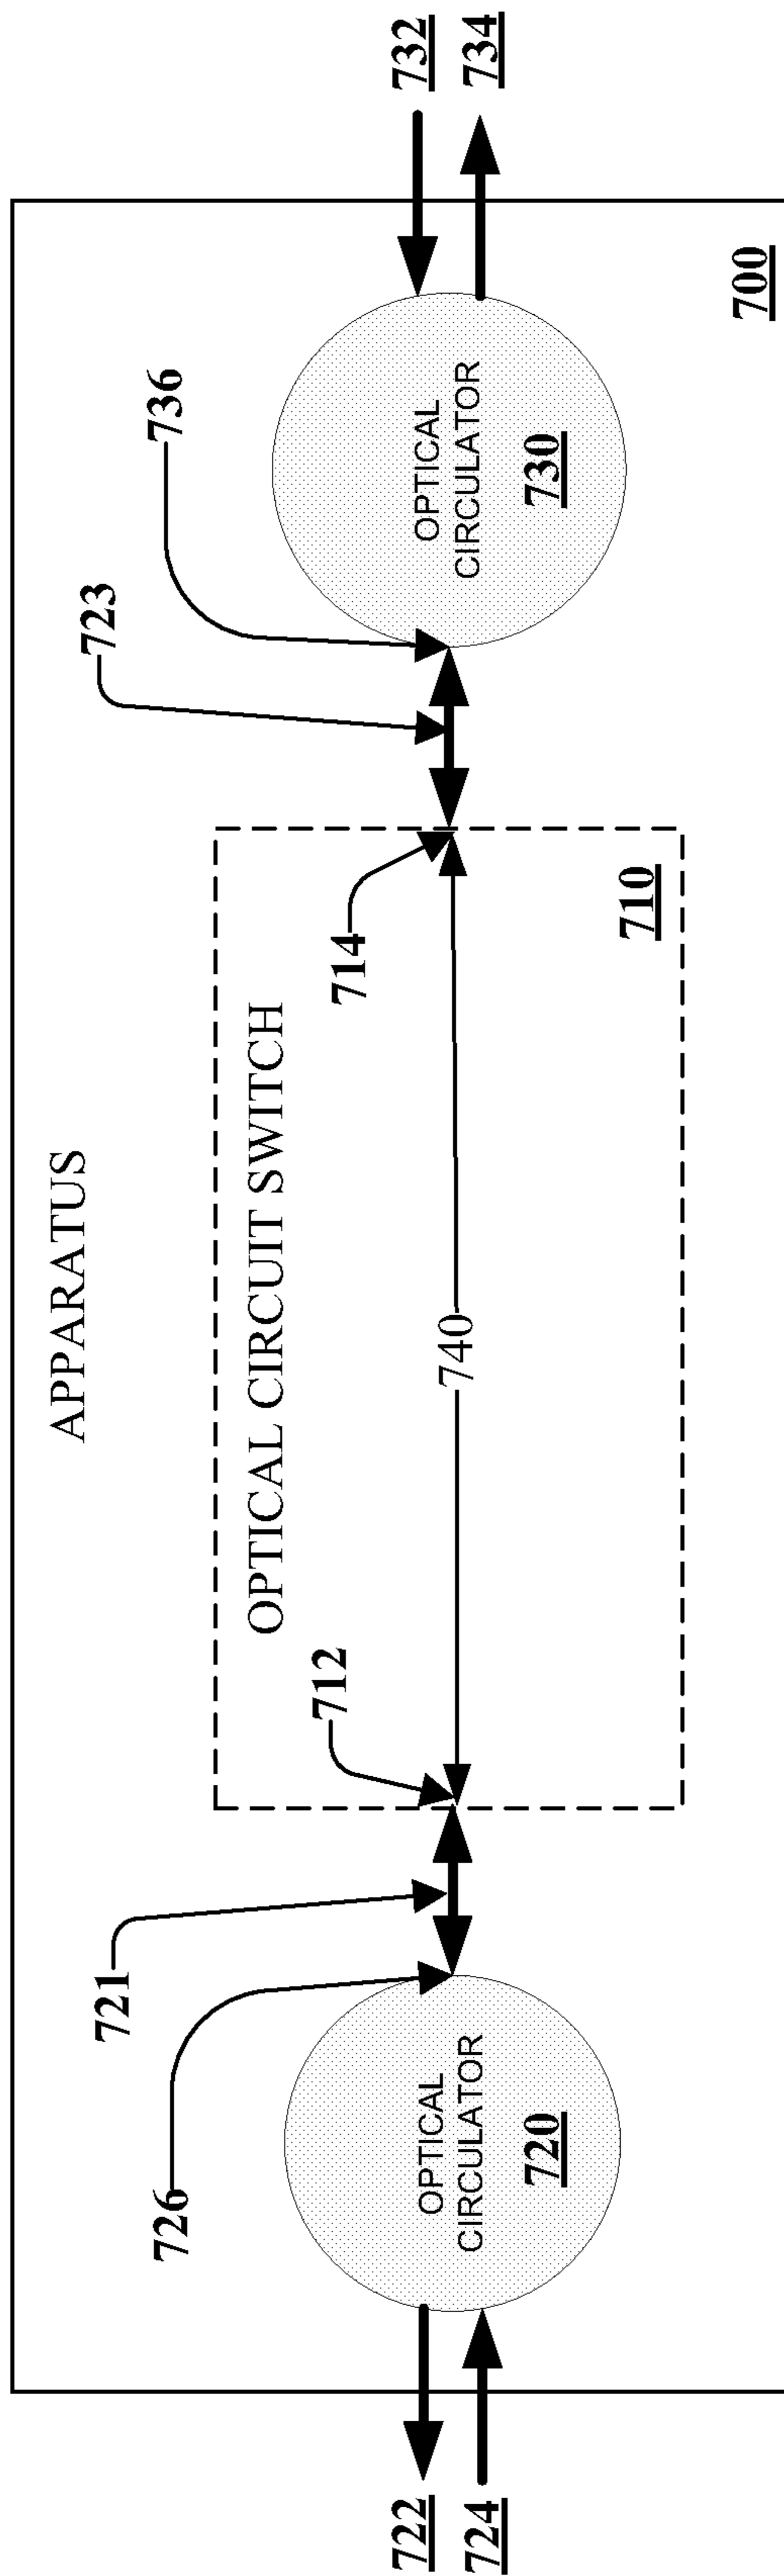 APPARATUS
700
OPTICAL CIRCUIT SWITCH
710
712
714
740
721
726
723
736
OPTICAL
CIRCULATOR
720
OPTICAL
CIRCULATOR
730
722
724
732
734